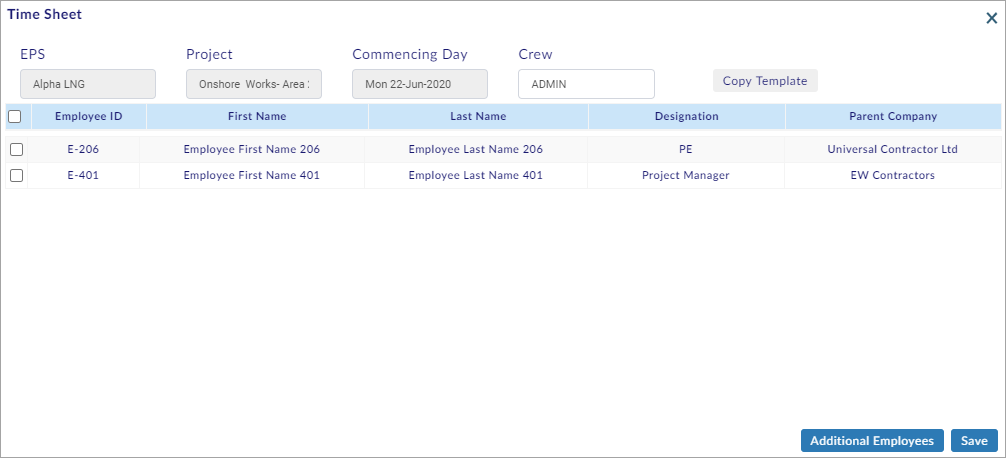 Time Sheet
EPS Project Commencing Day Crew
Alpha LNG Onshore Works- Area Mon 22-Jun-2020 ADMIN Copy Template
Employee ID First Name Last Name Designation Parent Company
E-206 Employee First Name 206 Employee Last Name 206 PE Universal Contractor Ltd
E-401 Employee First Name 401 Employee Last Name 401 Project Manager EW Contractors
Additional Employees Save